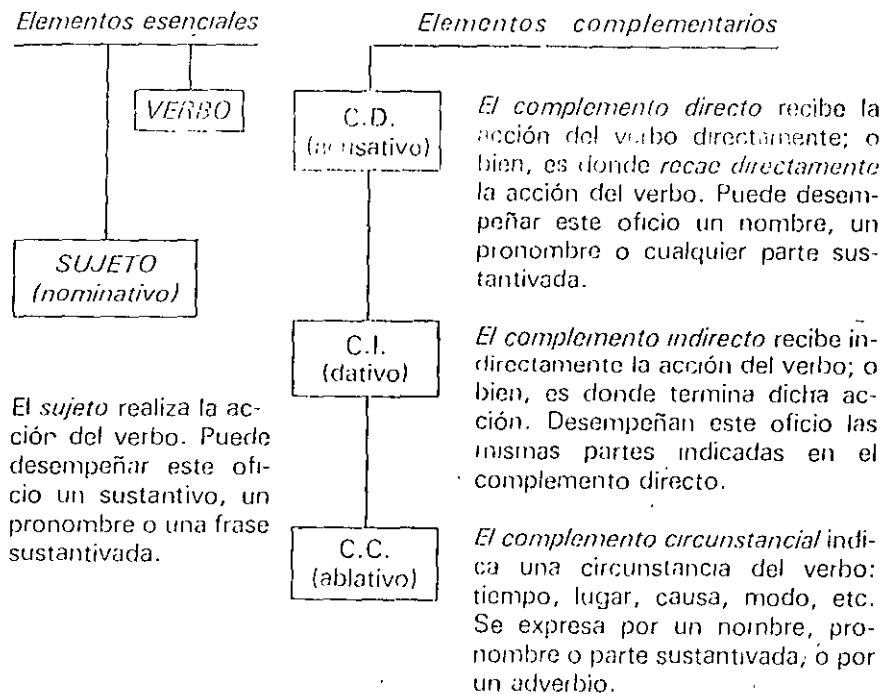 Elementos esenciales
VERBO
SUJETO
(nominativo)
El sujeto realiza la ac-
ción del verbo. Puede
desempeñar este ofi-
cio un sustantivo, un
pronombre o una frase
sustantivada.
Elementos complementarios
C.D.
(acusativo)
El complemento directo recibe la
acción del verbo directamente; o
bien, es donde recae directamente
la acción del verbo. Puede desem-
peñar este oficio un nombre, un
pronombre o cualquier parte sus-
tantivada.
C.I.
(dativo)
El complemento indirecto recibe in-
directamente la acción del verbo; o
bien, es donde termina dicha ac-
ción. Desempeñan este oficio las
mismas partes indicadas en el
complemento directo.
C.C.
(ablativo)
El complemento circunstancial indi-
ca una circunstancia del verbo:
tiempo, lugar, causa, modo, etc.
Se expresa por un nombre, pro-
nombre o parte sustantivada, o por
un adverbio.